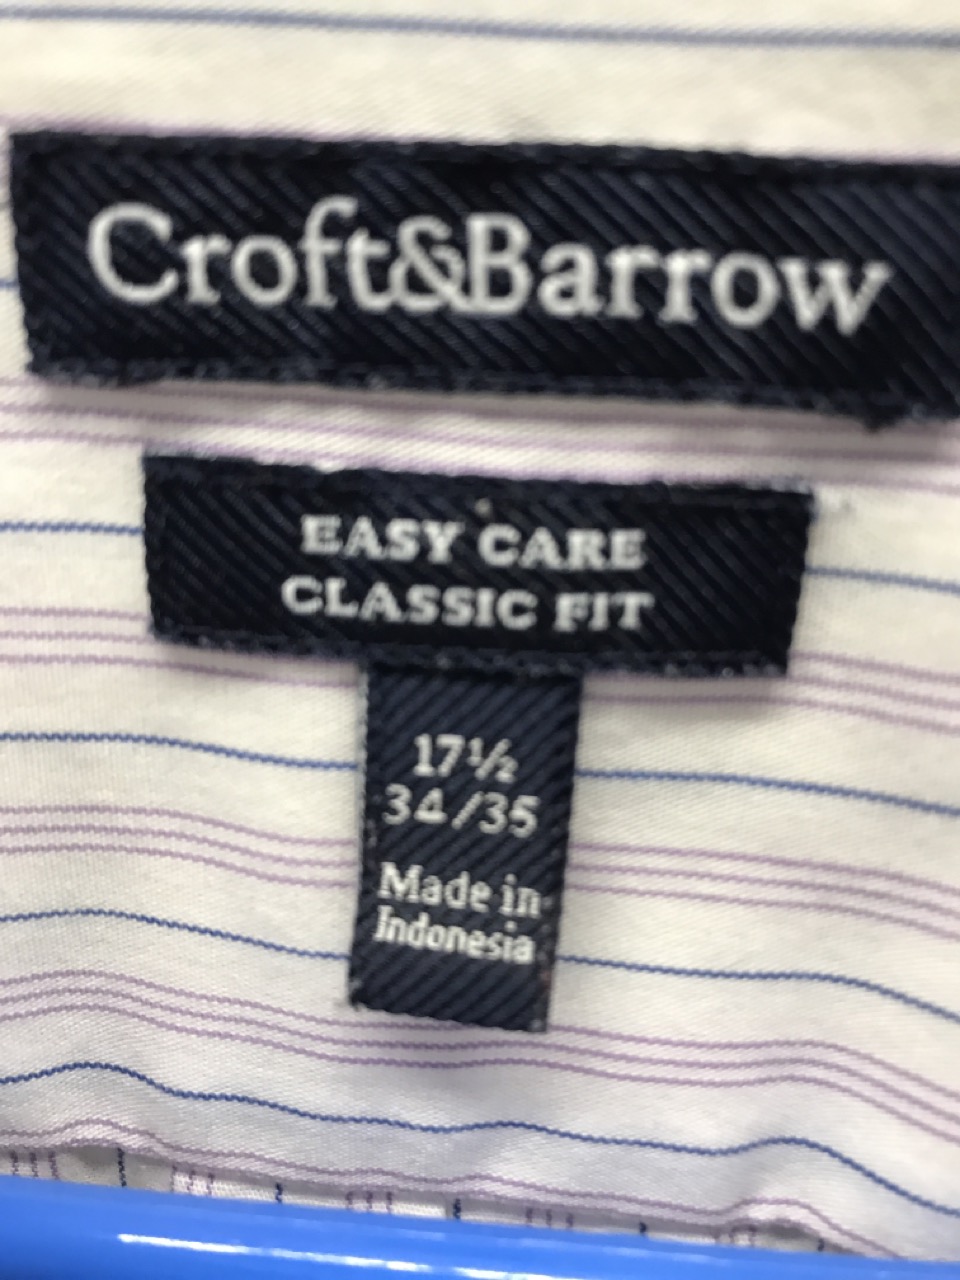 Croft&Barrow
EASY CARE
CLASSIC FIT
17½
34/35
Made in
Indonesia